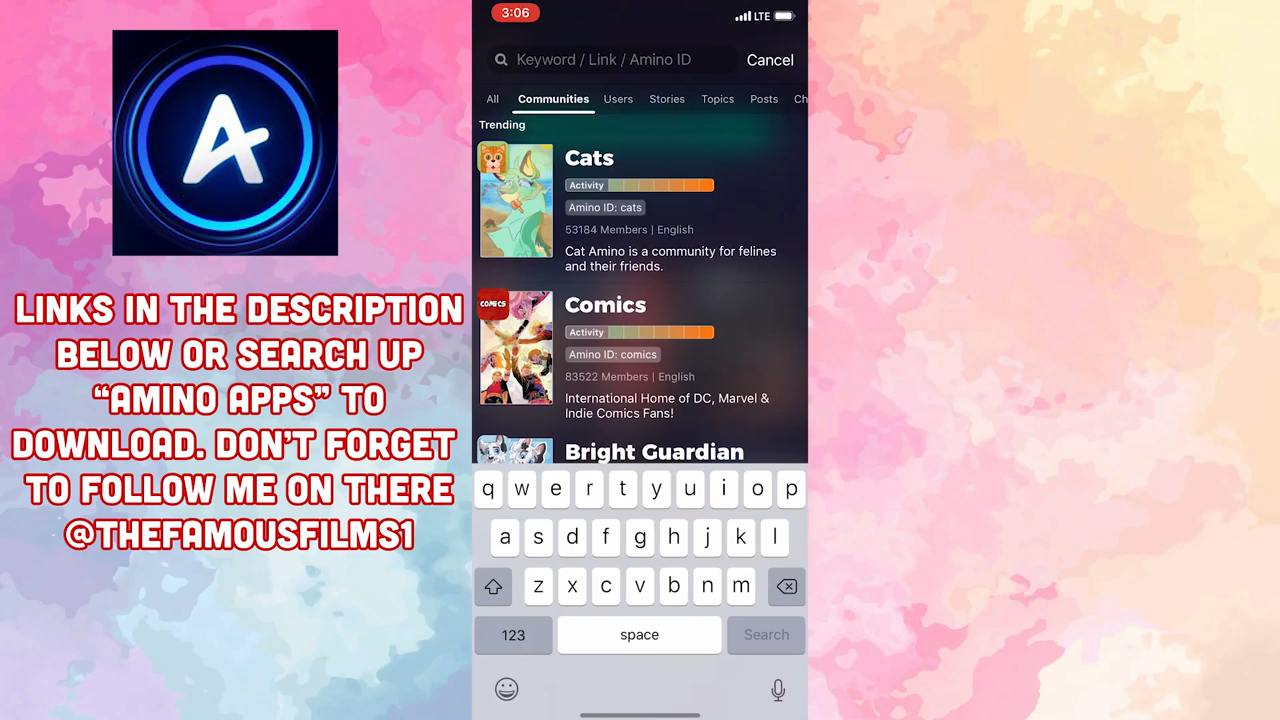 LINKS IN THE DESCRIPTION
BELOW OR SEARCH UP
“AMINO APPS” TO
DOWNLOAD. DON’T FORGET
TO FOLLOW ME ON THERE
@THEFAMOUSFILMS1
3:06
LTE
Keyword / Link / Amino ID
Cancel
All Communities Users Stories Topics Posts Ch
Trending
Cats
Activity
Amino ID: cats
53184 Members | English
Cat Amino is a community for felines
and their friends.
COMICS
Comics
Activity
Amino ID: comics
83522 Members | English
International Home of DC, Marvel &
Indie Comics Fans!
Bright Guardian
q w e r t y u i o p
a s d f g h j k l
z x c v b n m
123 space Search